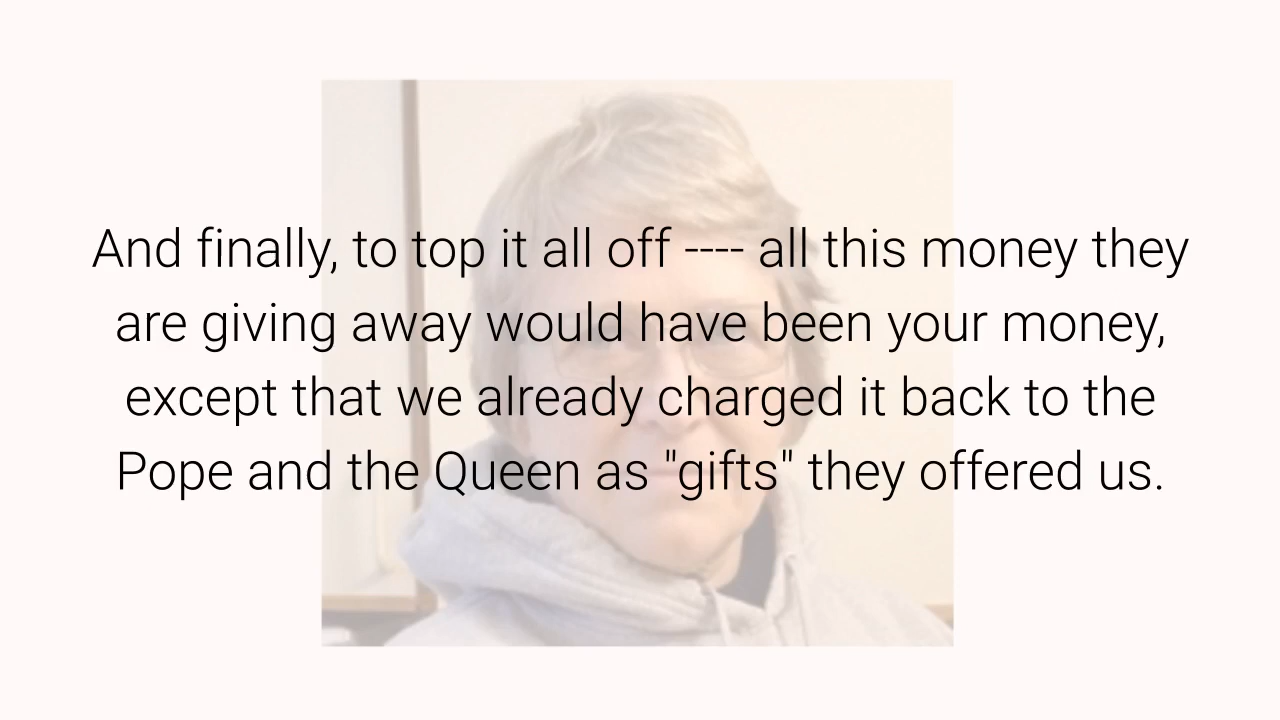 And finally, to top it all off ---- all this money they
are giving away would have been your money,
except that we already charged it back to the
Pope and the Queen as "gifts" they offered us.